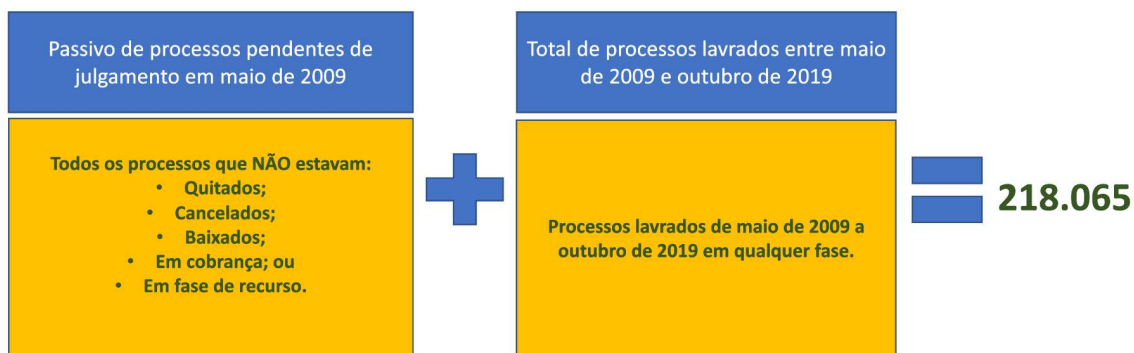 Passivo de processos pendentes de
julgamento em maio de 2009
Todos os processos que NÃO estavam:
• Quitados;
• Cancelados;
• Baixados;
• Em cobrança; ou
• Em fase de recurso.
Total de processos lavrados entre maio
de 2009 e outubro de 2019
Processos lavrados de maio de 2009 a
outubro de 2019 em qualquer fase.
218.065